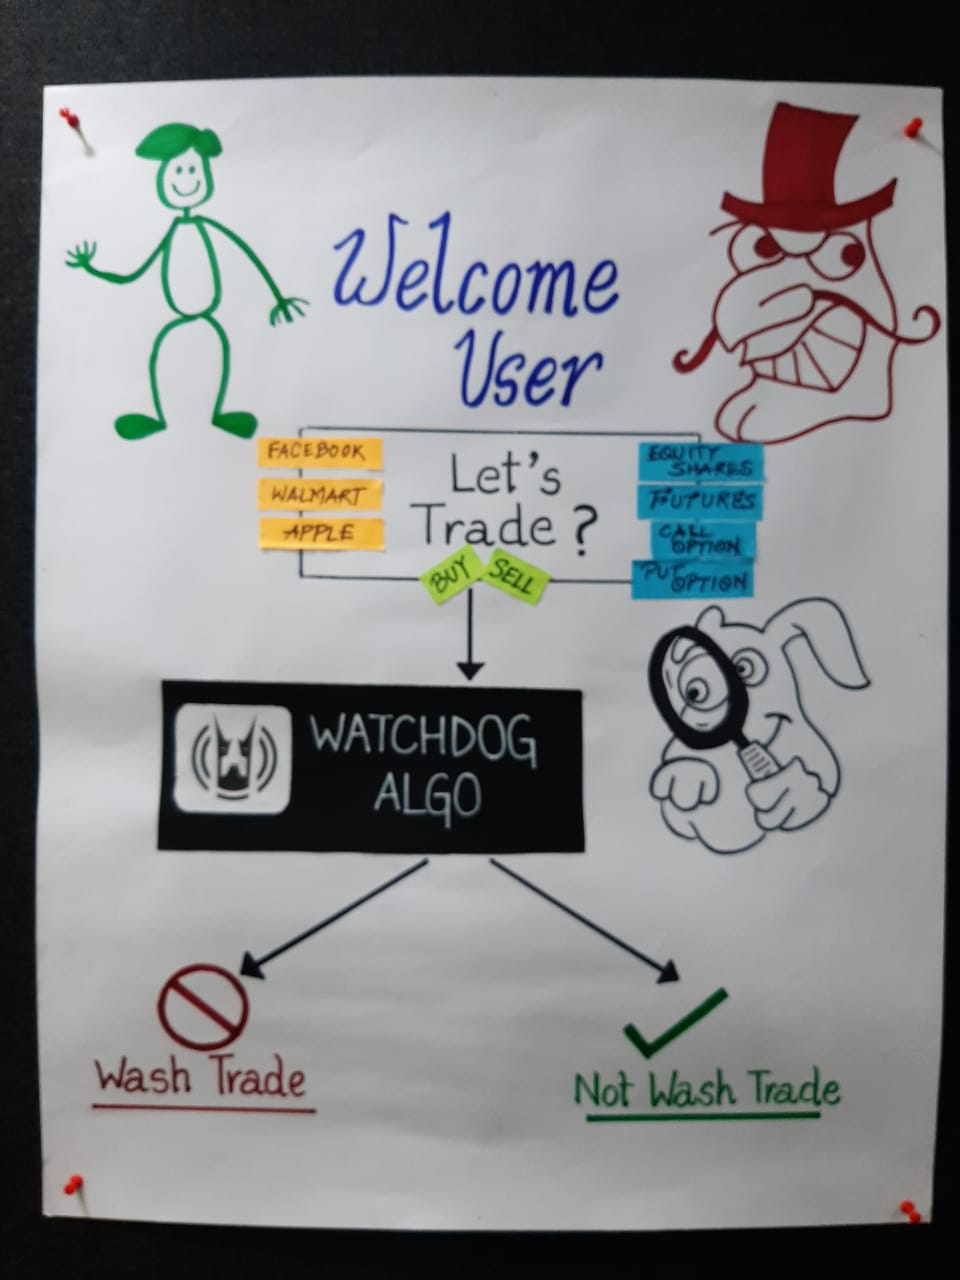 Welcome
User
FACEBOOK
WALMART
APPLE
Let's
Trade?
EQUITY
SHARES
FUTURES
CALL
OPTION
PUT
OPTION
BUY
SELL
WATCHDOG
ALGO
Wash Trade
Not Wash Trade